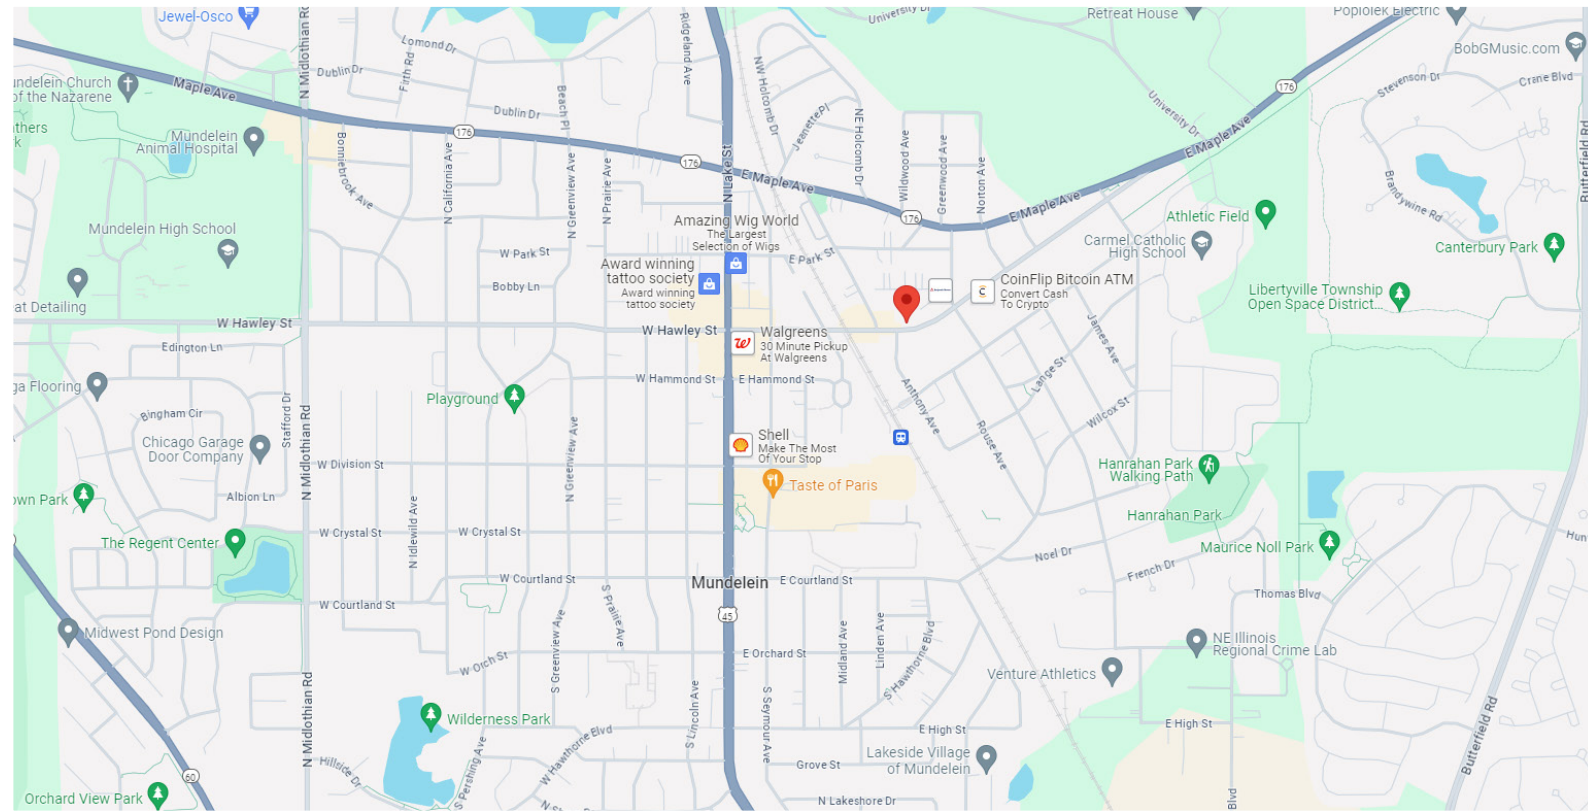 Jewel-Osco
University Dr
Retreat House
Popiolek Electric
N Midlothian Rd
Lomond Dr
Firth Rd
Dublin Dr
Ridgeland Ave
NW Holcomb Dr
BobGMusic.com
Stevenson Dr
Crane Blvd
Mundelein Church
of the Nazarene
Maple Ave
Beach Pl
Dublin Dr
176
Jeanette Pl
NE Holcomb Dr
University Dr
176
Mundelein
Animal Hospital
Bonniebrook Ave
176
176
N Lake St
E Maple Ave
Wildwood Ave
Greenwood Ave
Norton Ave
E Maple Ave
Brandywine Rd
Butterfield Rd
N California Ave
N Greenview Ave
N Prairie Ave
176
E Maple Ave
Athletic Field
Mundelein High School
Amazing Wig World
The Largest
Selection of Wigs
W Park St
E Park St
Carmel Catholic
High School
Canterbury Park
Award winning
tattoo society
Award winning
tattoo society
Bobby Ln
CoinFlip Bitcoin ATM
Convert Cash
To Crypto
Libertyville Township
Open Space District...
at Detailing
W Hawley St
W Hawley St
Walgreens
30 Minute Pickup
At Walgreens
James Ave
Edington Ln
W Hammond St
E Hammond St
Lange St
Flooring
Stafford Dr
Playground
Anthony Ave
Wilcox St
Bingham Cir
Rouse Ave
Chicago Garage
Door Company
N Midlothian Rd
N Greenview Ave
Shell
Make The Most
Of Your Stop
W Division St
Hanrahan Park
Walking Path
Taste of Paris
Park
Albion Ln
Hanrahan Park
The Regent Center
W Crystal St
N Idlewild Ave
W Crystal St
Maurice Noll Park
Noel Dr
French Dr
W Courtland St
Mundelein
E Courtland St
Thomas Blvd
W Courtland St
S Prairie Ave
45
Midwest Pond Design
S Greenview Ave
Midland Ave
Linden Ave
S Hawthorne Blvd
NE Illinois
Regional Crime Lab
W Orch St
E Orchard St
Venture Athletics
N Midlothian Rd
S Lincoln Ave
S Seymour Ave
Wilderness Park
E High St
E High St
Butterfield Rd
W Hawthorne Blvd
S Pershing Ave
Lakeside Village
of Mundelein
Hillside Dr
Grove St
60
Orchard View Park
N Lakeshore Dr
Blvd